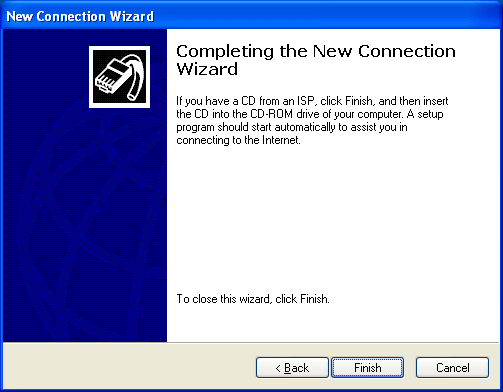 New Connection Wizard
Completing the New Connection
Wizard
If you have a CD from an ISP, click Finish, and then insert
the CD into the CD-ROM drive of your computer. A setup
program should start automatically to assist you in
connecting to the Internet.
To close this wizard, click Finish.
< Back
Finish
Cancel